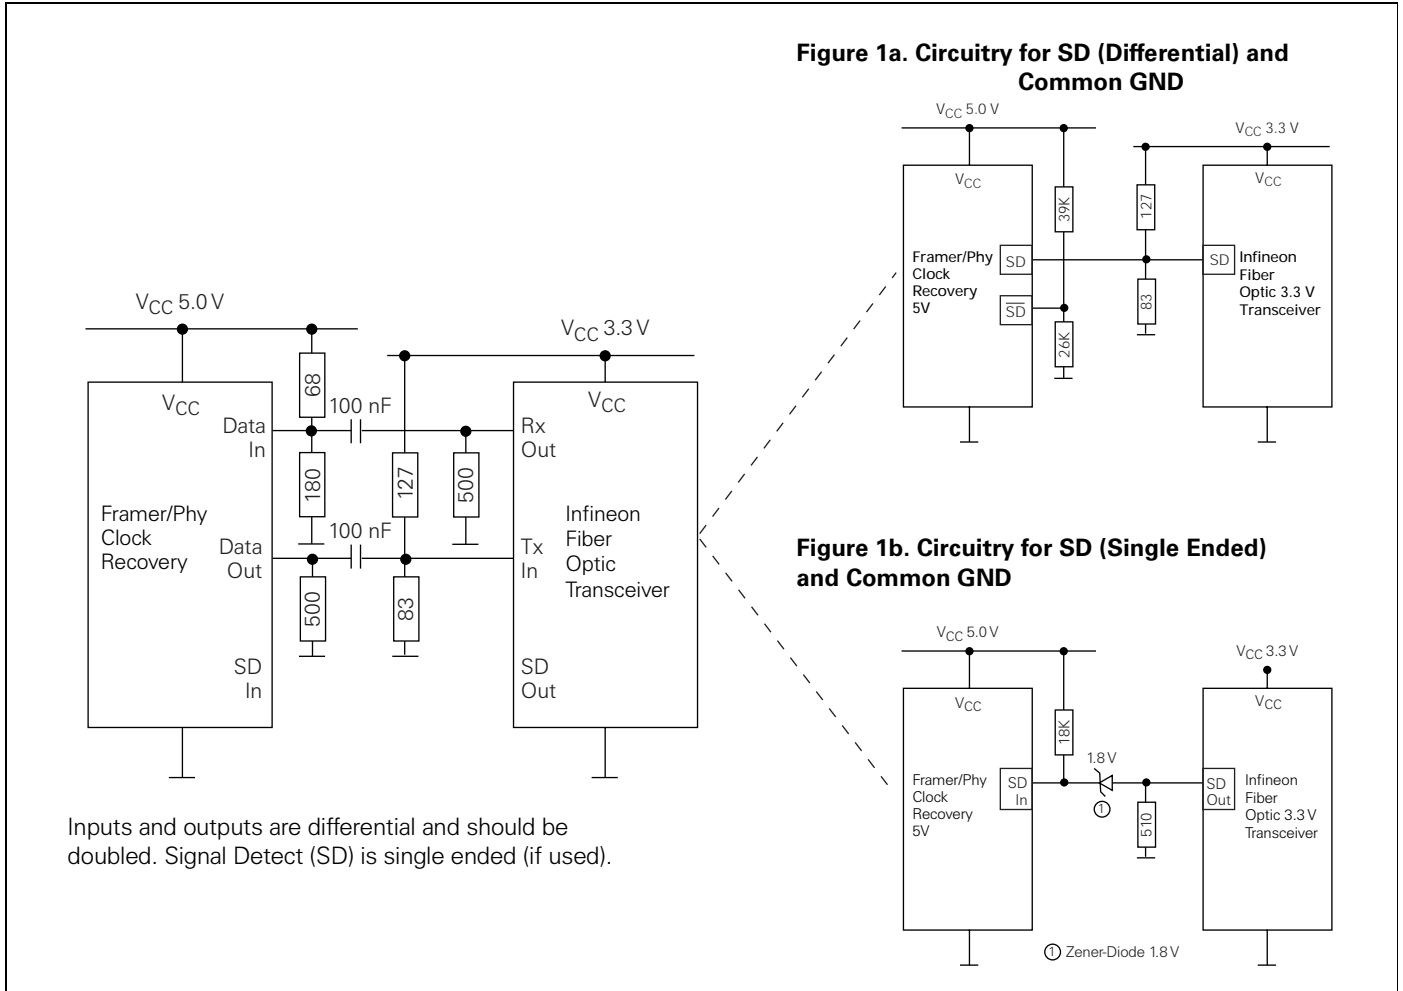 Figure 1a. Circuitry for SD (Differential) and
Common GND
VCC 5.0 V
VCC 3.3 V
VCC
VCC
39K
127
Framer/Phy
Clock
Recovery
5V
SD
SD
SD
Infineon
Fiber
Optic 3.3 V
Transceiver
83
26K
VCC 5.0 V
VCC 3.3 V
68
VCC
100 nF
VCC
Data
In
Rx
Out
180
127
500
Framer/Phy
Clock
Recovery
Infineon
Fiber
Optic
Transceiver
100 nF
Data
Out
Tx
In
500
83
SD
In
SD
Out
Inputs and outputs are differential and should be
doubled. Signal Detect (SD) is single ended (if used).
Figure 1b. Circuitry for SD (Single Ended)
and Common GND
VCC 5.0 V
VCC 3.3 V
VCC
VCC
18K
1.8 V
Framer/Phy
Clock
Recovery
5V
SD
In
1
510
SD
Out
Infineon
Fiber
Optic 3.3 V
Transceiver
1 Zener-Diode 1.8 V